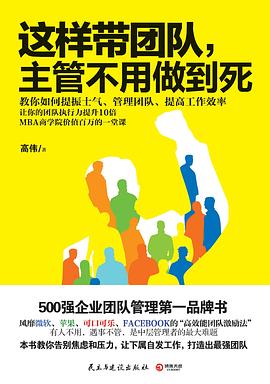 这样带团队，
主管不用做到死
教你如何提振士气、管理团队、提高工作效率
让你的团队执行力提升10倍
MBA商学院价值百万的一堂课
高伟/著
500强企业团队管理第一品牌书
风靡微软、苹果、可口可乐、FACEBOOK的“高效能团队激励法”
有人不用，遇事不管，是中层管理者的最大难题
本书教你告别焦虑和压力，让下属自发工作，打造出最强团队
民主与建设出版社
博集天卷